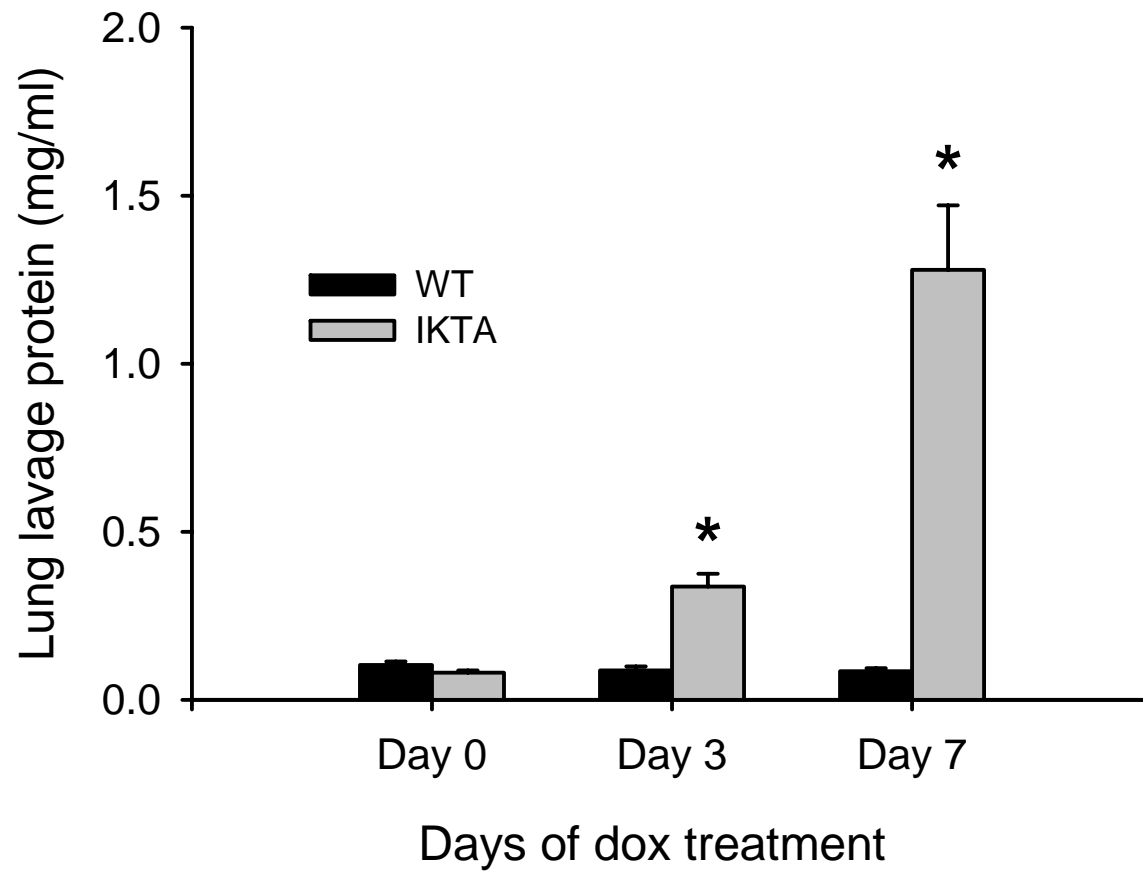 Lung lavage protein (mg/ml)
2.0
1.5
1.0
0.5
0.0
WT
IKTA
*
*
Day 0 Day 3 Day 7
Days of dox treatment